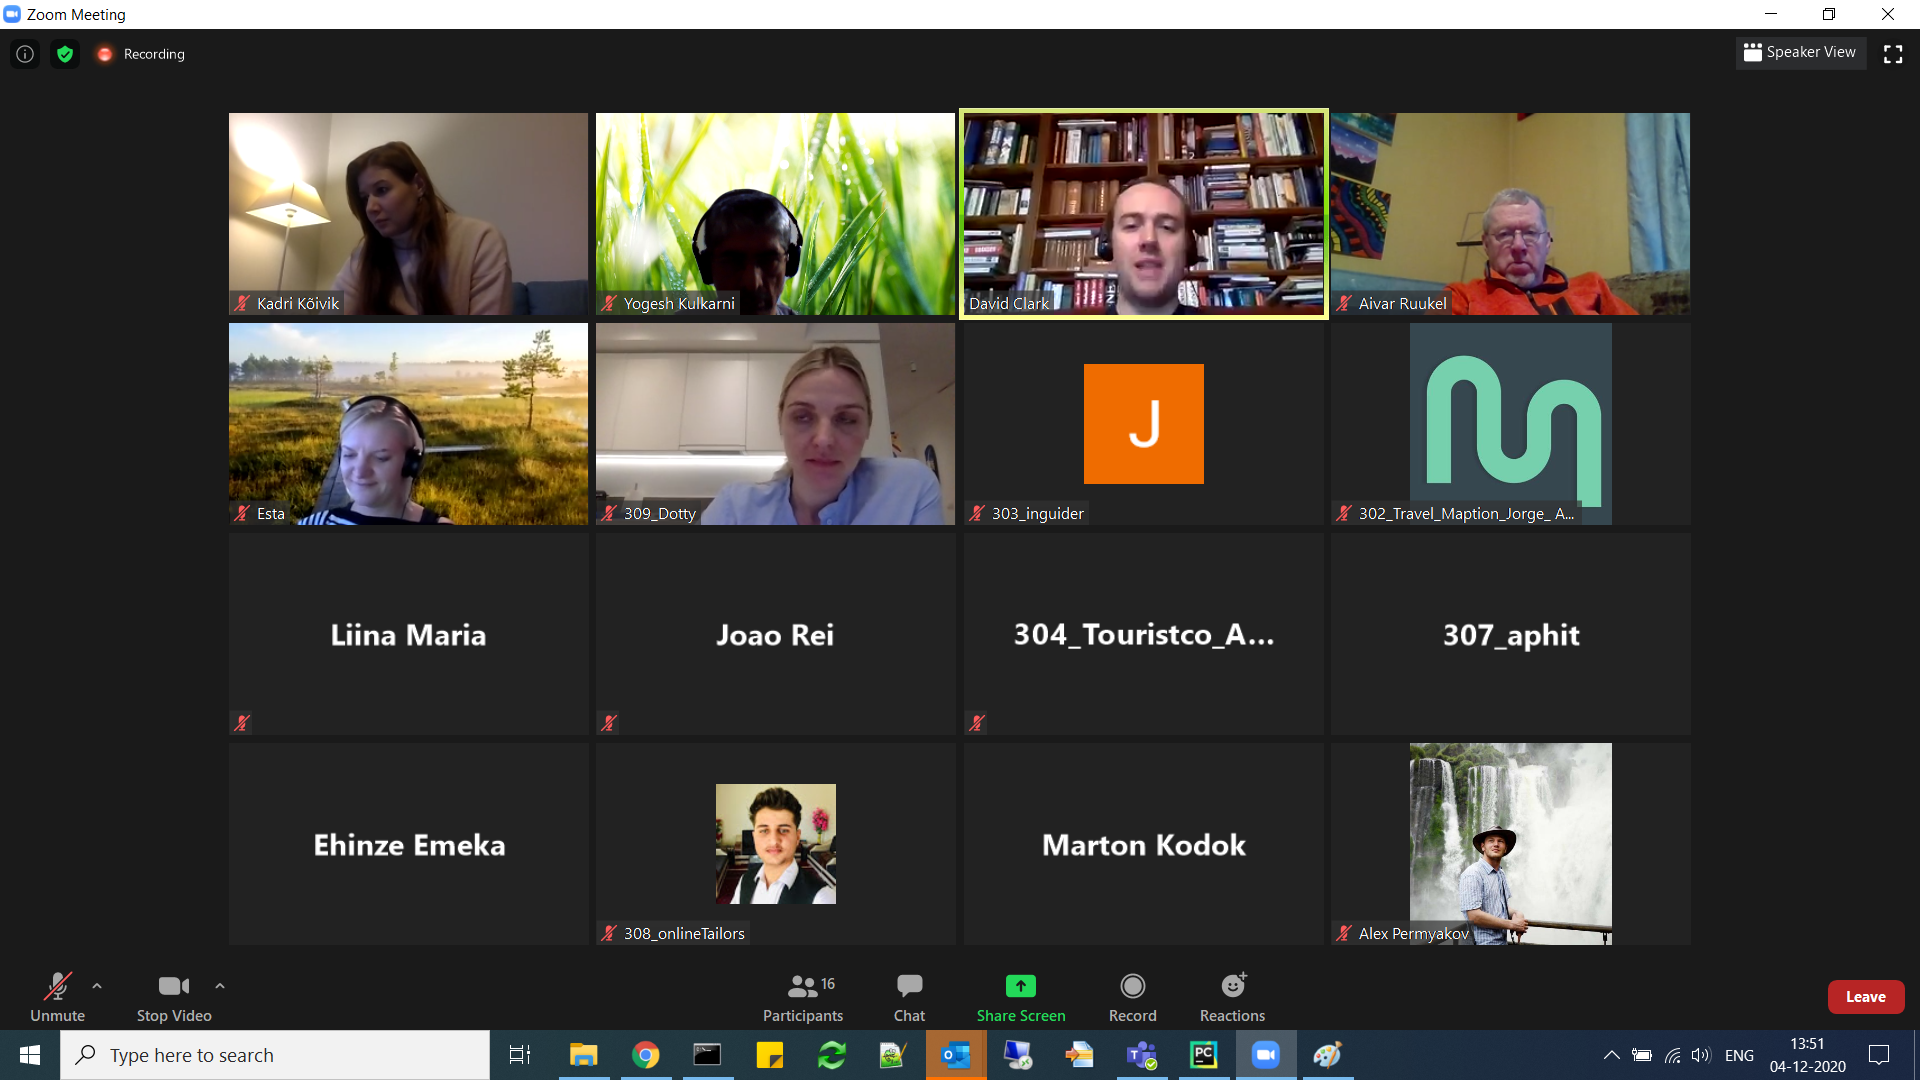 Zoom Meeting
Recording
Speaker View
Kadri Kõivik
Yogesh Kulkarni
David Clark
Aivar Ruukel
Esta
309_Dotty
J
303_inguider
302_Travel_Maption_Jorge_ A...
Liina Maria
Joao Rei
304_Touristco_A...
307_aphit
Ehinze Emeka
308_onlineTailors
Marton Kodok
Alex Permyakov
Unmute
Stop Video
16
Participants
Chat
Share Screen
Record
Reactions
Leave
Type here to search
PC
ENG
13:51
04-12-2020